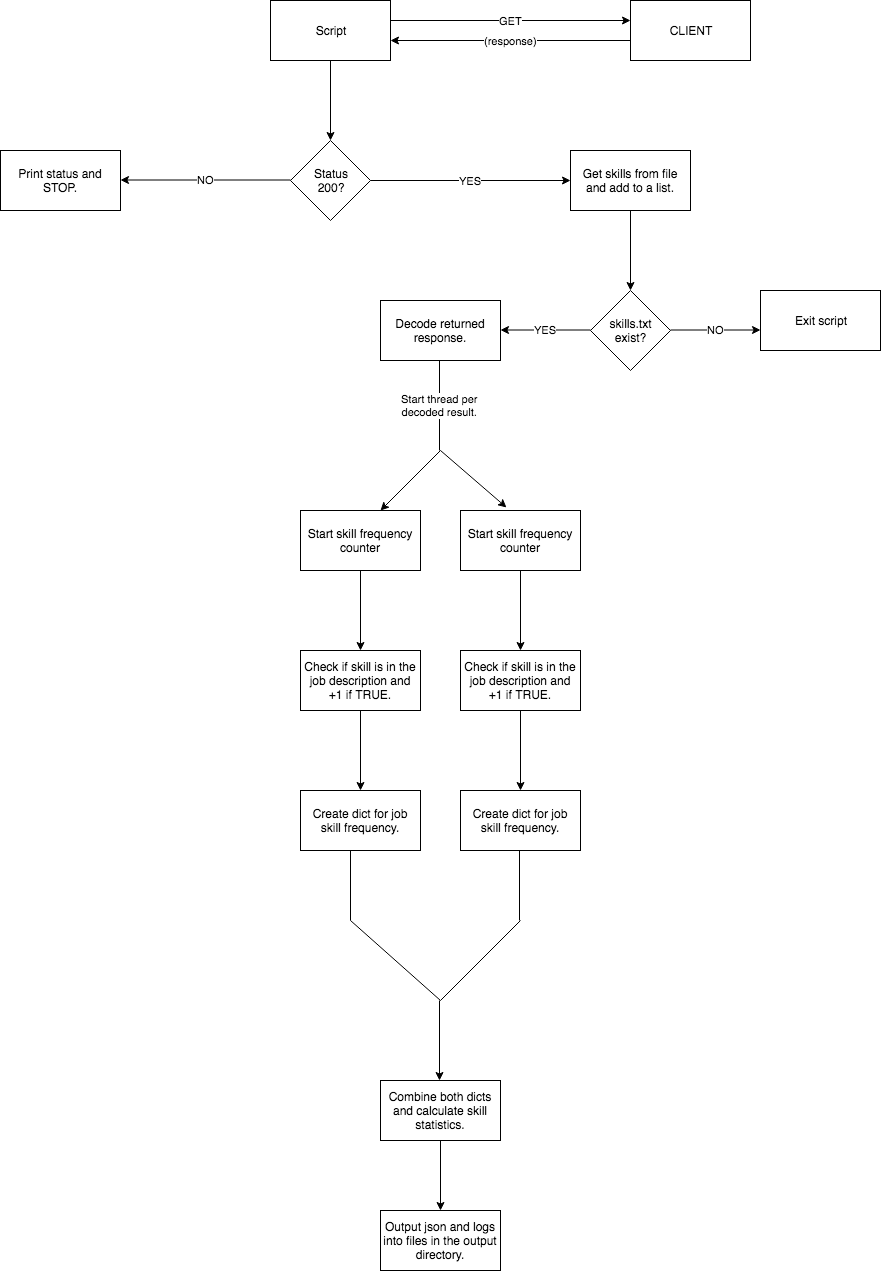 Script
GET
(response)
CLIENT
Print status and
STOP.
NO
Status
200?
YES
Get skills from file
and add to a list.
Decode returned
response.
YES
skills.txt
exist?
NO
Exit script
Start thread per
decoded result.
Start skill frequency
counter
Start skill frequency
counter
Check if skill is in the
job description and
+1 if TRUE.
Check if skill is in the
job description and
+1 if TRUE.
Create dict for job
skill frequency.
Create dict for job
skill frequency.
Combine both dicts
and calculate skill
statistics.
Output json and logs
into files in the output
directory.